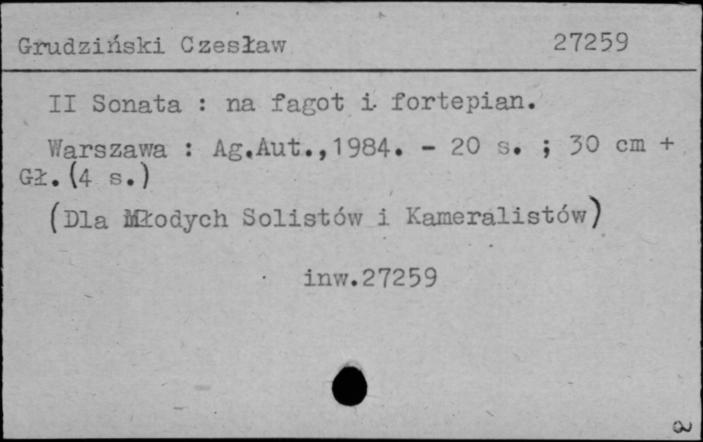 Grudziński Czesław 27259
II Sonata : na fagot i fortepian.
Warszawa : Ag.Aut.,1984. - 20 s. ; 30 cm +
Gł.(4 s.)
(Dla Młodych Solistów i Kameralistów)
inw.27259